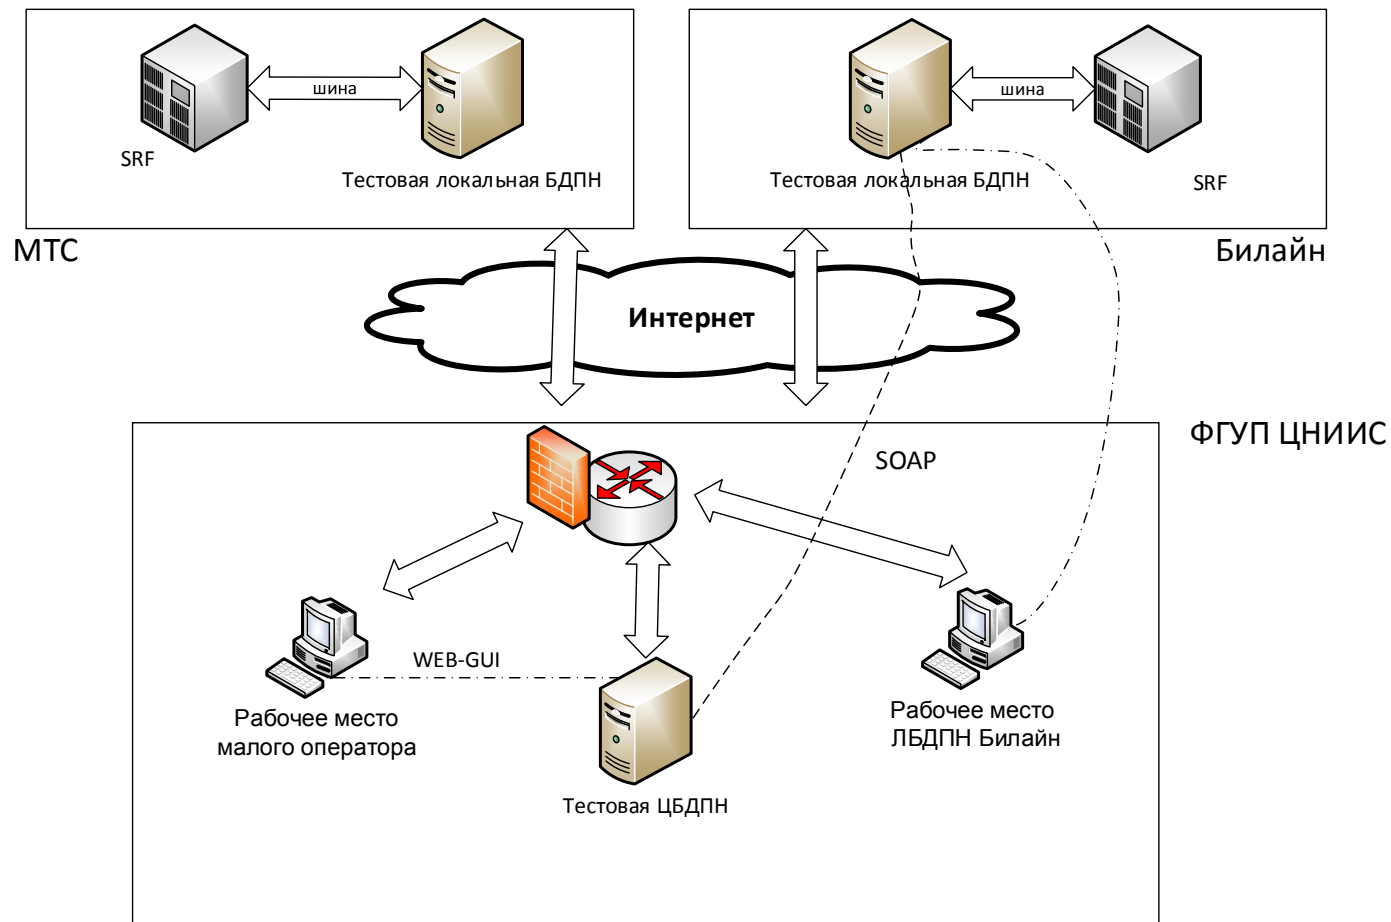 шина
шина
SRF
Тестовая локальная БДПН
Тестовая локальная БДПН
SRF
МТС
Билайн
Интернет
ФГУП ЦНИИС
SOAP
WEB-GUI
Рабочее место
малого оператора
Рабочее место
ЛБДПН Билайн
Тестовая ЦБДПН